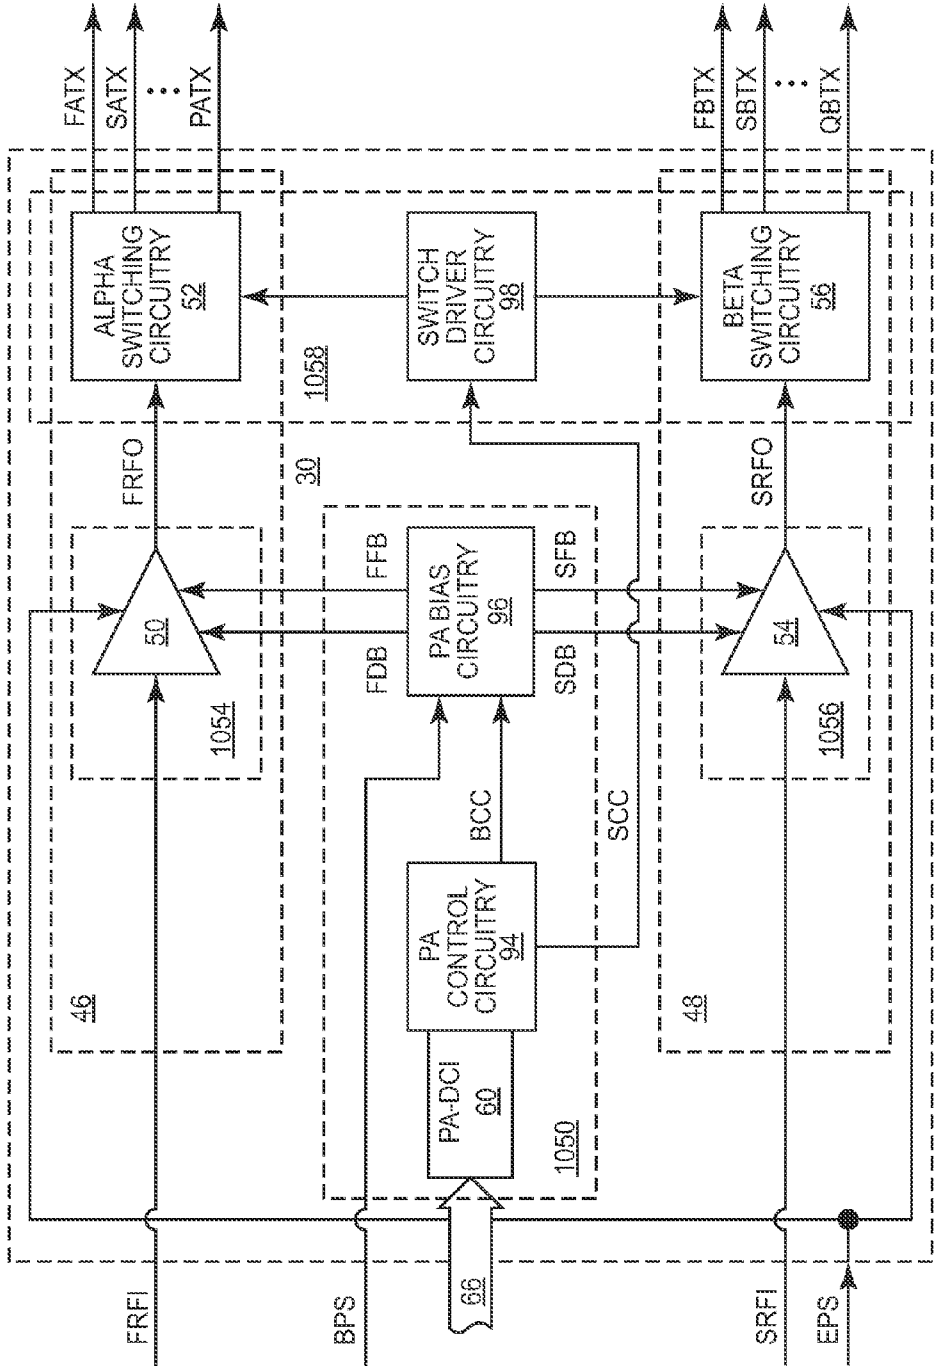 FATX
SATX
PATX
FBTX
SBTX
QBTX
ALPHA
SWITCHING
CIRCUITRY
52
SWITCH
DRIVER
CIRCUITRY
98
BETA
SWITCHING
CIRCUITRY
56
1058
FRFO
30
SRFO
50
FFB
FDB
PA BIAS
CIRCUITRY
96
SFB
SDB
54
1054
1056
BCC
SCC
PA
CONTROL
CIRCUITRY
94
46
48
PA-DCI
60
1050
66
FRFI
BPS
SRFI
EPS